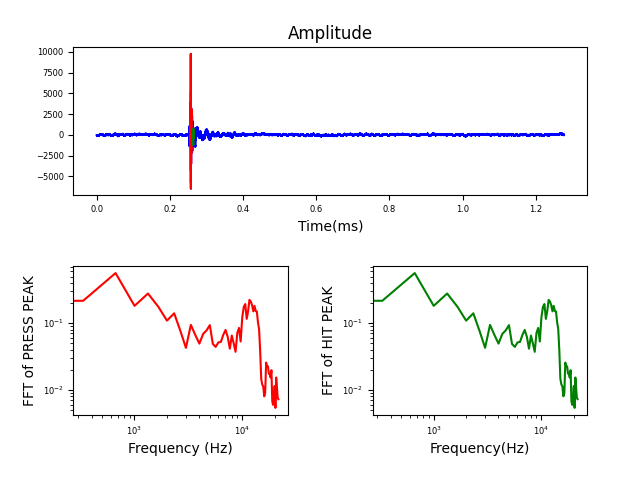 Amplitude
10000
7500
5000
2500
0
−2500
−5000
0.0 0.2 0.4 0.6 0.8 1.0 1.2
Time(ms)
FFT of PRESS PEAK
10⁻¹
10⁻²
10³ 10⁴
Frequency (Hz)
FFT of HIT PEAK
10⁻¹
10⁻²
10³ 10⁴
Frequency(Hz)